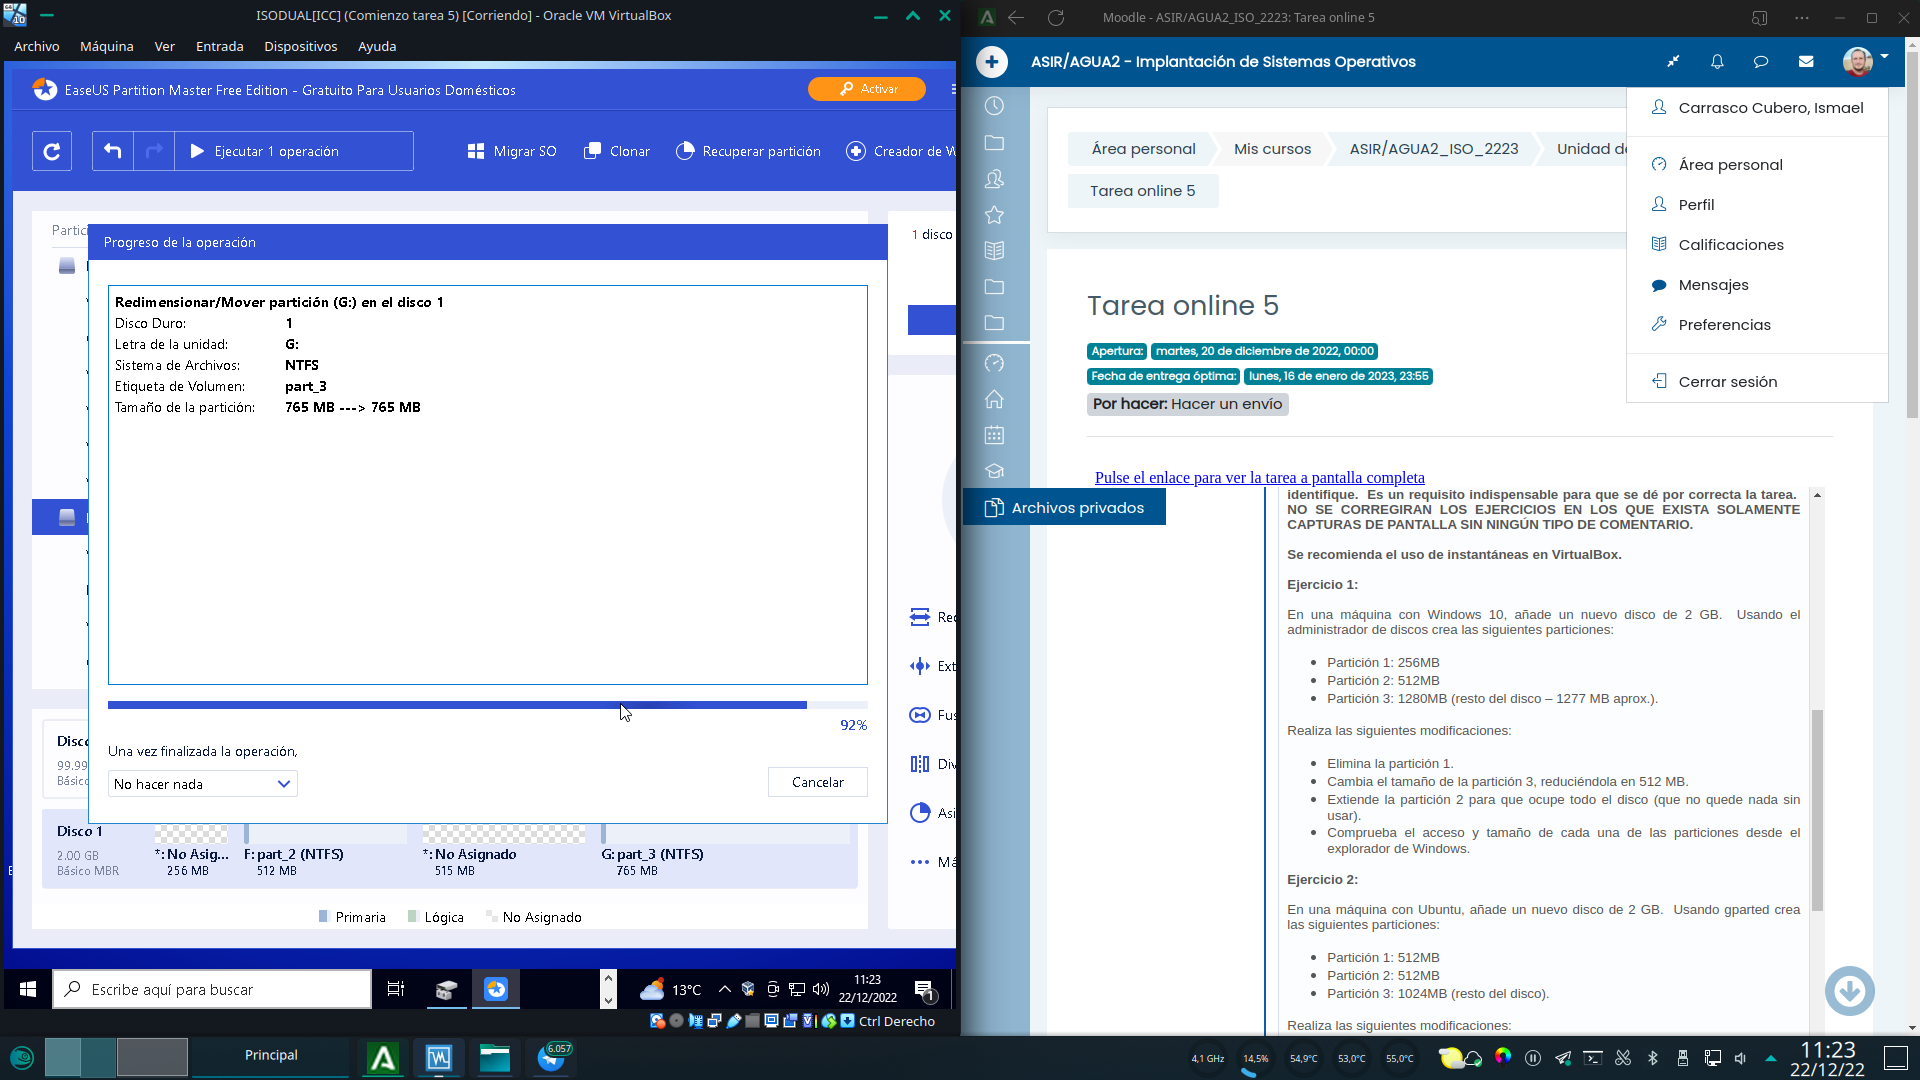 ISODUAL[ICC] (Comienzo tarea 5) [Corriendo] - Oracle VM VirtualBox
Archivo Máquina Ver Entrada Dispositivos Ayuda
EaseUS Partition Master Free Edition - Gratuito Para Usuarios Domésticos
Activar
Ejecutar 1 operación
Migrar SO
Clonar
Recuperar partición
Creador de W
Partici
1 disco
Progreso de la operación
Redimensionar/Mover partición (G:) en el disco 1
Disco Duro: 1
Letra de la unidad: G:
Sistema de Archivos: NTFS
Etiqueta de Volumen: part_3
Tamaño de la partición: 765 MB ---> 765 MB
92%
Una vez finalizada la operación,
No hacer nada
Cancelar
Rec
Ext
Fus
Div
Asi
Má
Disco
99.99
Básico
Disco 1
2.00 GB
Básico MBR
*: No Asig...
256 MB
F: part_2 (NTFS)
512 MB
*: No Asignado
515 MB
G: part_3 (NTFS)
765 MB
Primaria
Lógica
No Asignado
Escribe aquí para buscar
13°C
11:23
22/12/2022
1
Ctrl Derecho
Moodle - ASIR/AGUA2_ISO_2223: Tarea online 5
ASIR/AGUA2 - Implantación de Sistemas Operativos
Carrasco Cubero, Ismael
Área personal
Perfil
Calificaciones
Mensajes
Preferencias
Cerrar sesión
Área personal
Mis cursos
ASIR/AGUA2_ISO_2223
Unidad de
Tarea online 5
Tarea online 5
Apertura: martes, 20 de diciembre de 2022, 00:00
Fecha de entrega óptima: lunes, 16 de enero de 2023, 23:55
Por hacer: Hacer un envío
Pulse el enlace para ver la tarea a pantalla completa
Archivos privados
identifique. Es un requisito indispensable para que se dé por correcta la tarea.
NO SE CORREGIRAN LOS EJERCICIOS EN LOS QUE EXISTA SOLAMENTE
CAPTURAS DE PANTALLA SIN NINGÚN TIPO DE COMENTARIO.
Se recomienda el uso de instantáneas en VirtualBox.
Ejercicio 1:
En una máquina con Windows 10, añade un nuevo disco de 2 GB. Usando el
administrador de discos crea las siguientes particiones:
Partición 1: 256MB
Partición 2: 512MB
Partición 3: 1280MB (resto del disco – 1277 MB aprox.).
Realiza las siguientes modificaciones:
Elimina la partición 1.
Cambia el tamaño de la partición 3, reduciéndola en 512 MB.
Extiende la partición 2 para que ocupe todo el disco (que no quede nada sin
usar).
Comprueba el acceso y tamaño de cada una de las particiones desde el
explorador de Windows.
Ejercicio 2:
En una máquina con Ubuntu, añade un nuevo disco de 2 GB. Usando gparted crea
las siguientes particiones:
Partición 1: 512MB
Partición 2: 512MB
Partición 3: 1024MB (resto del disco).
Realiza las siguientes modificaciones:
Principal
6.057
4,1 GHz
14,5%
54,9°C
53,0°C
55,0°C
11:23
22/12/22